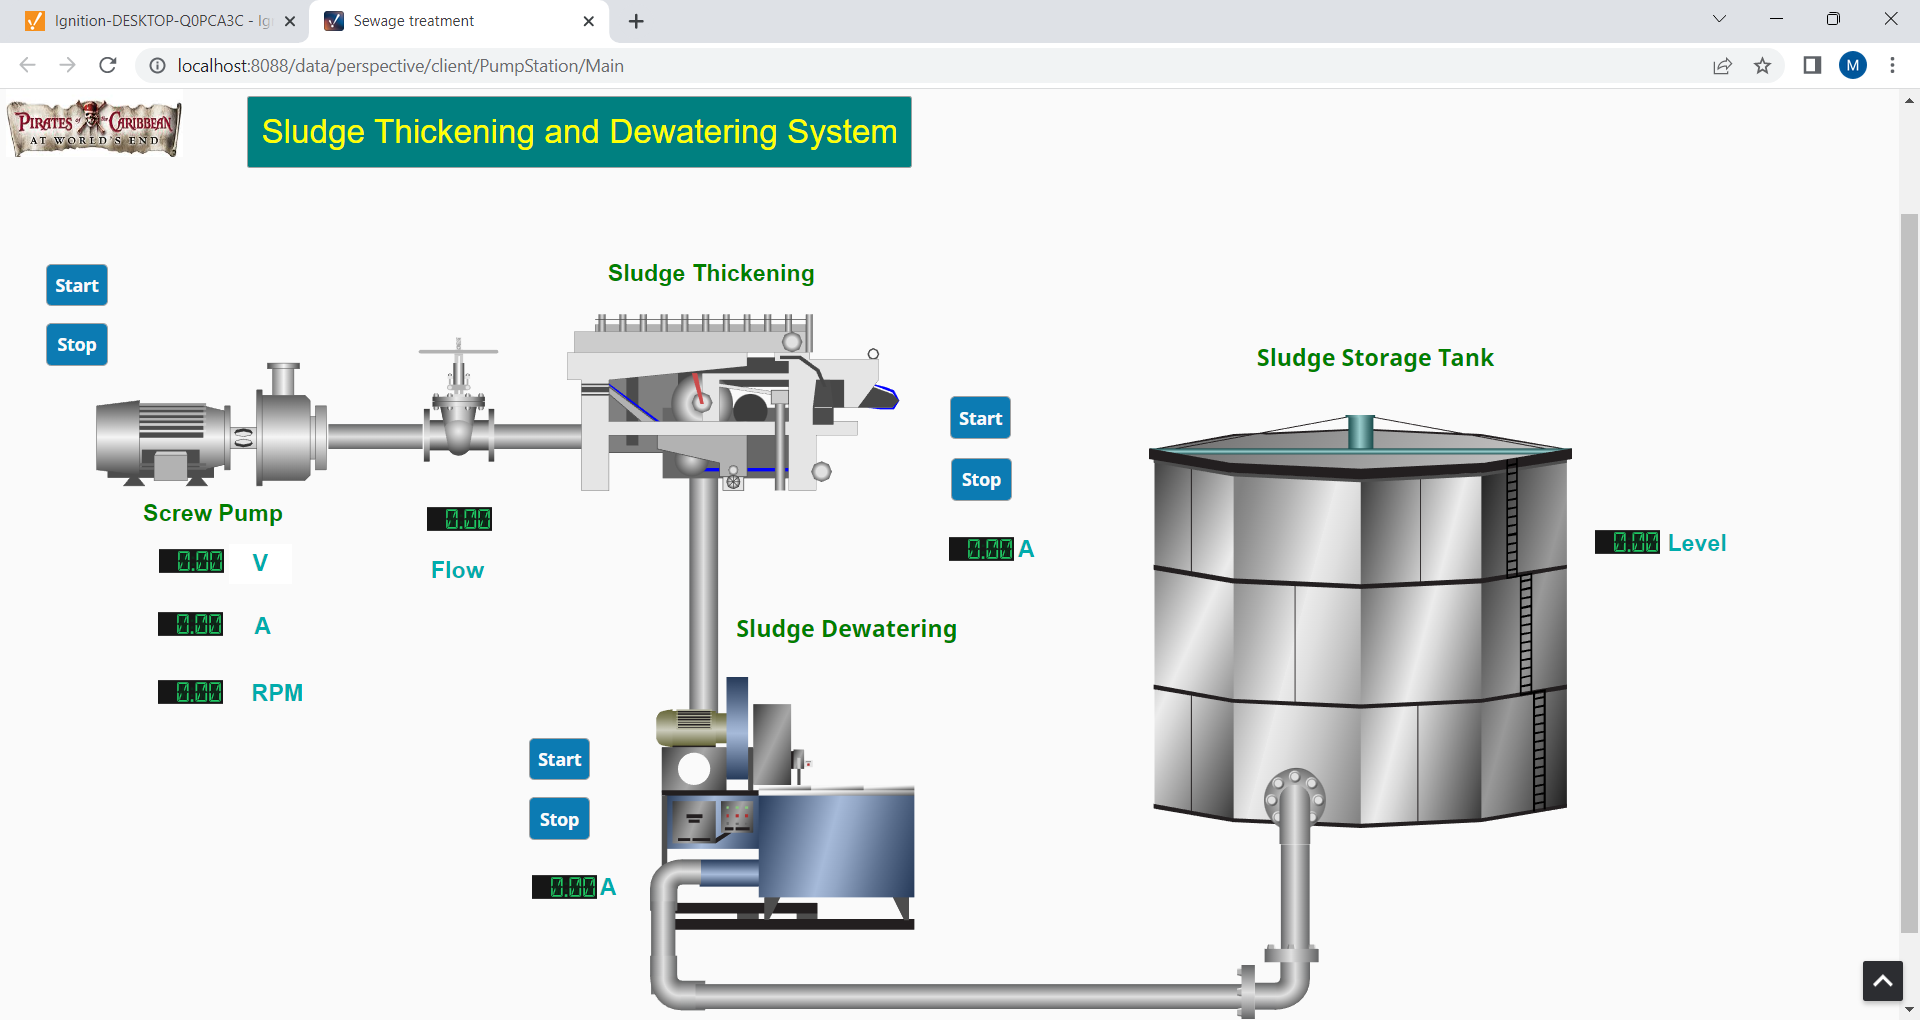 Ignition-DESKTOP-Q0PCA3C - Ig
Sewage treatment
localhost:8088/data/perspective/client/PumpStation/Main
M
PIRATES of the CARIBBEAN
AT WORLD'S END
Sludge Thickening and Dewatering System
Sludge Thickening
Start
Stop
Sludge Storage Tank
Start
Stop
Screw Pump
0.00
0.00 V
Flow
0.00 A
0.00 Level
0.00 A
Sludge Dewatering
0.00 RPM
Start
Stop
0.00 A